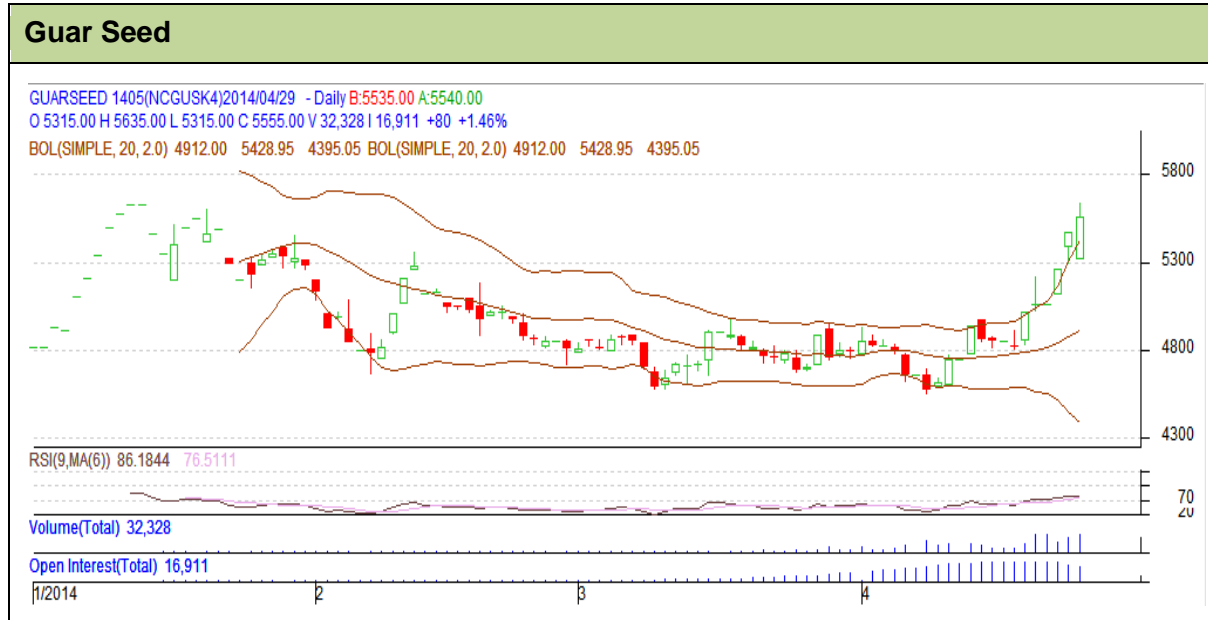 Guar Seed
GUARSEED 1405(NCGUSK4)2014/04/29 - Daily B:5535.00 A:5540.00
O 5315.00 H 5635.00 L 5315.00 C 5555.00 V 32,328 I 16,911 +80 +1.46%
BOL(SIMPLE, 20, 2.0) 4912.00 5428.95 4395.05 BOL(SIMPLE, 20, 2.0) 4912.00 5428.95 4395.05
5800
5300
4800
4300
RSI(9,MA(6)) 86.1844 76.5111
70
20
Volume(Total) 32,328
Open Interest(Total) 16,911
1/2014 2 3 4